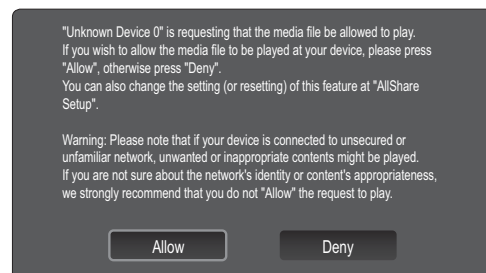 "Unknown Device 0" is requesting that the media file be allowed to play.
If you wish to allow the media file to be played at your device, please press
"Allow", otherwise press "Deny".
You can also change the setting (or resetting) of this feature at "AllShare
Setup".
Warning: Please note that if your device is connected to unsecured or
unfamiliar network, unwanted or inappropriate contents might be played.
If you are not sure about the network's identity or content's appropriateness,
we strongly recommend that you do not "Allow" the request to play.
Allow
Deny